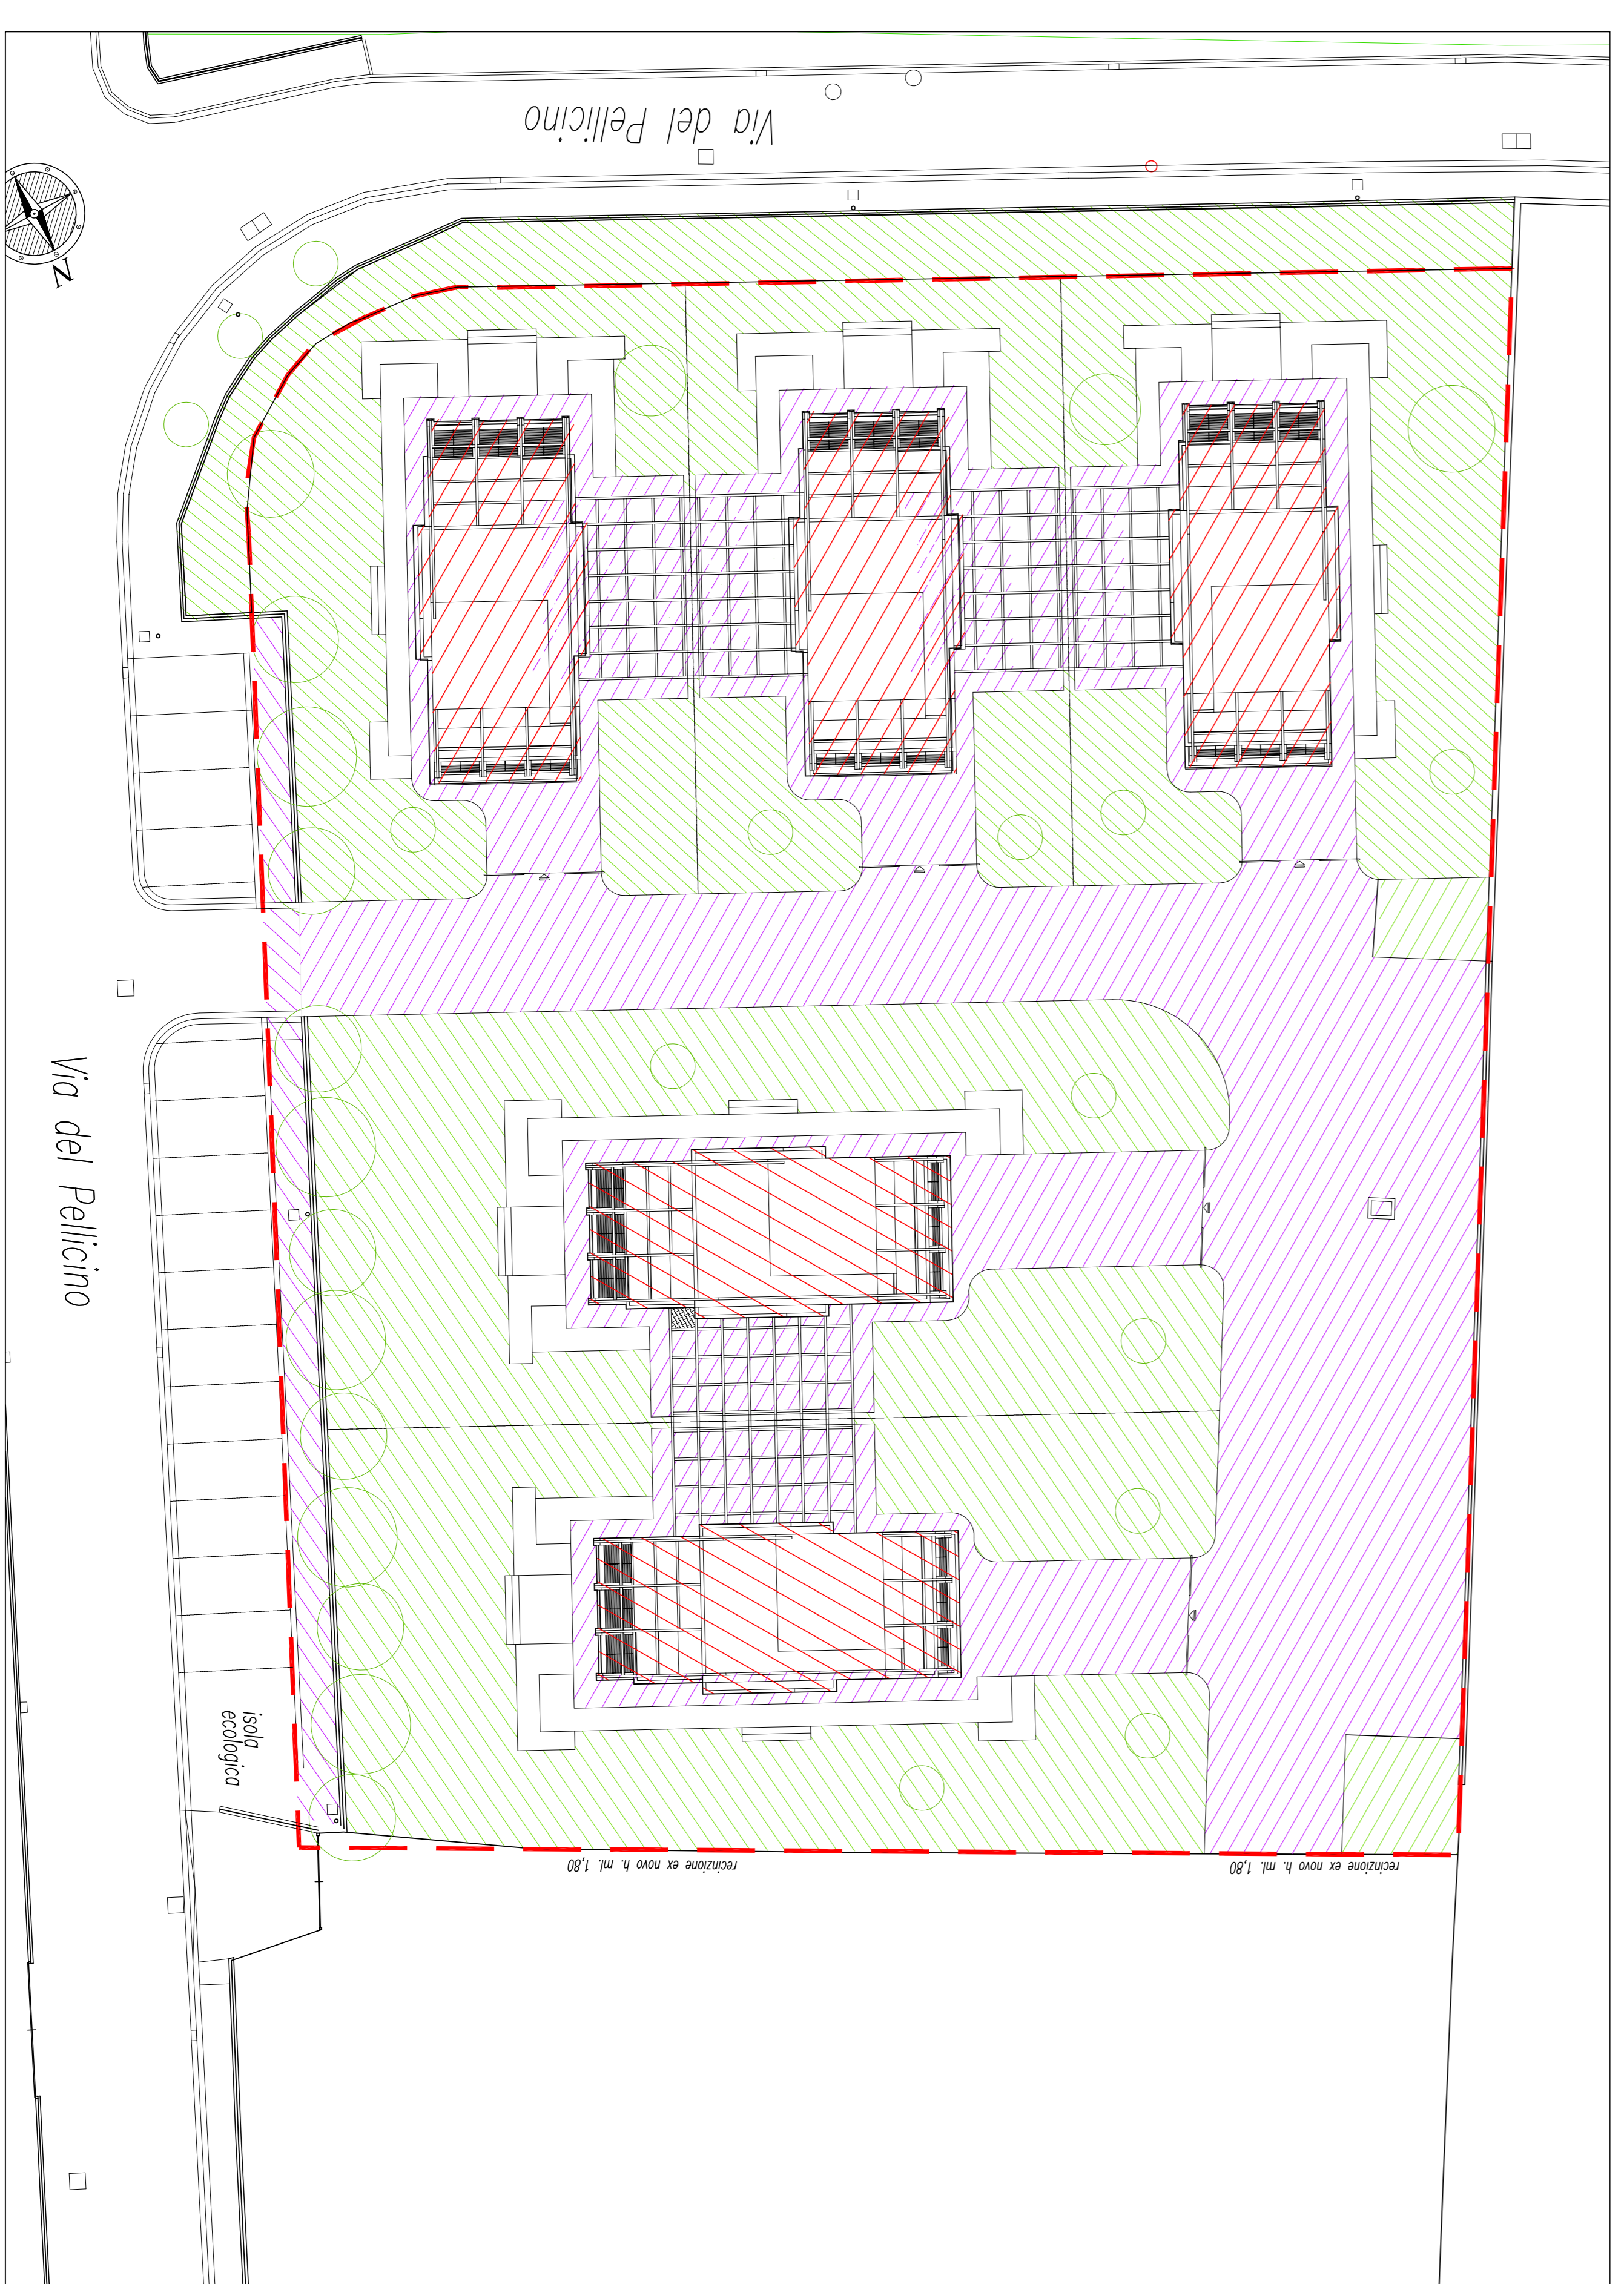 Via del Pellicino
N
Via del Pellicino
isola
ecologica
recinzione ex novo h. ml. 1,80
recinzione ex novo h. ml. 1,80